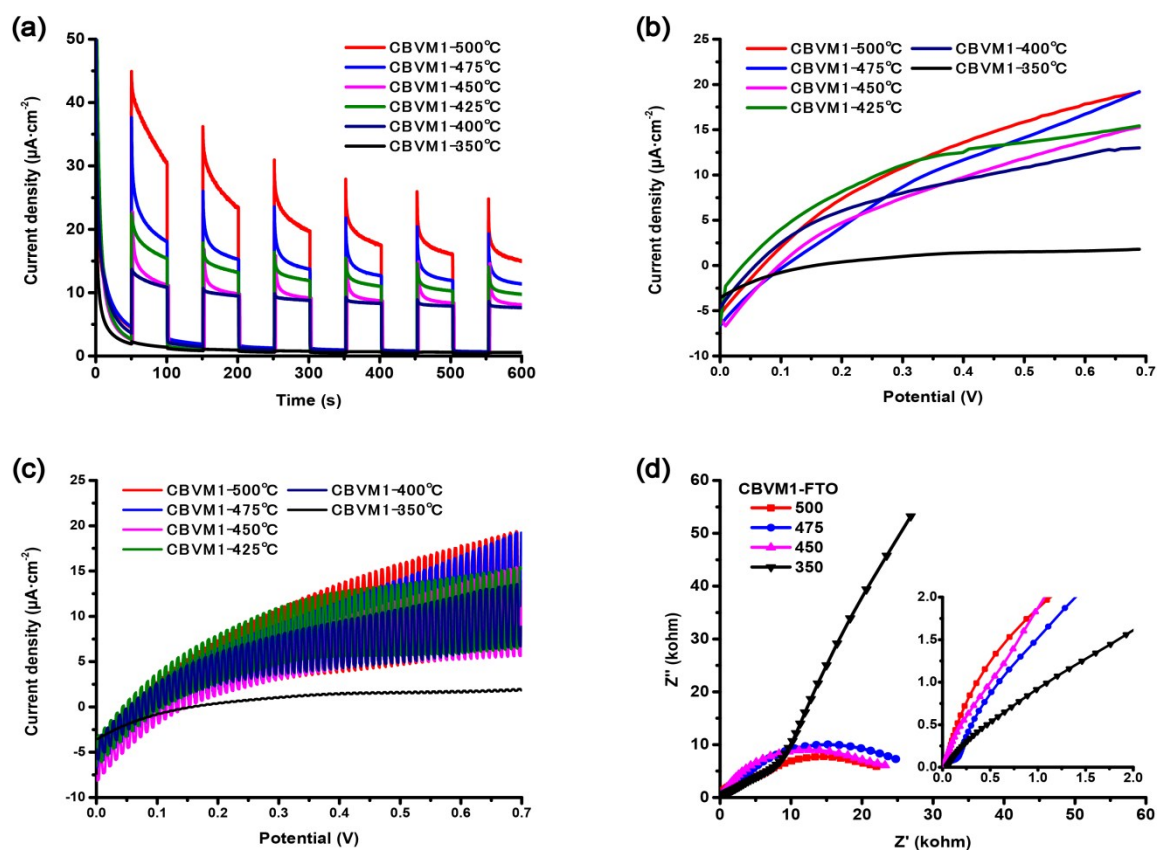 (a)
50
40
30
20
10
0
Current density (μA·cm⁻²)
CBVM1-500°C
CBVM1-475°C
CBVM1-450°C
CBVM1-425°C
CBVM1-400°C
CBVM1-350°C
0 100 200 300 400 500 600
Time (s)
(b)
25
20
15
10
5
0
-5
-10
Current density (μA·cm⁻²)
CBVM1-500°C CBVM1-400°C
CBVM1-475°C CBVM1-350°C
CBVM1-450°C
CBVM1-425°C
0.0 0.1 0.2 0.3 0.4 0.5 0.6 0.7
Potential (V)
(c)
25
20
15
10
5
0
-5
-10
Current density (μA·cm⁻²)
CBVM1-500°C CBVM1-400°C
CBVM1-475°C CBVM1-350°C
CBVM1-450°C
CBVM1-425°C
0.0 0.1 0.2 0.3 0.4 0.5 0.6 0.7
Potential (V)
(d)
60
50
40
30
20
10
0
Z'' (kohm)
CBVM1-FTO
500
475
450
350
2.0
1.5
1.0
0.5
0.0
0.0 0.5 1.0 1.5 2.0
0 10 20 30 40 50 60
Z' (kohm)